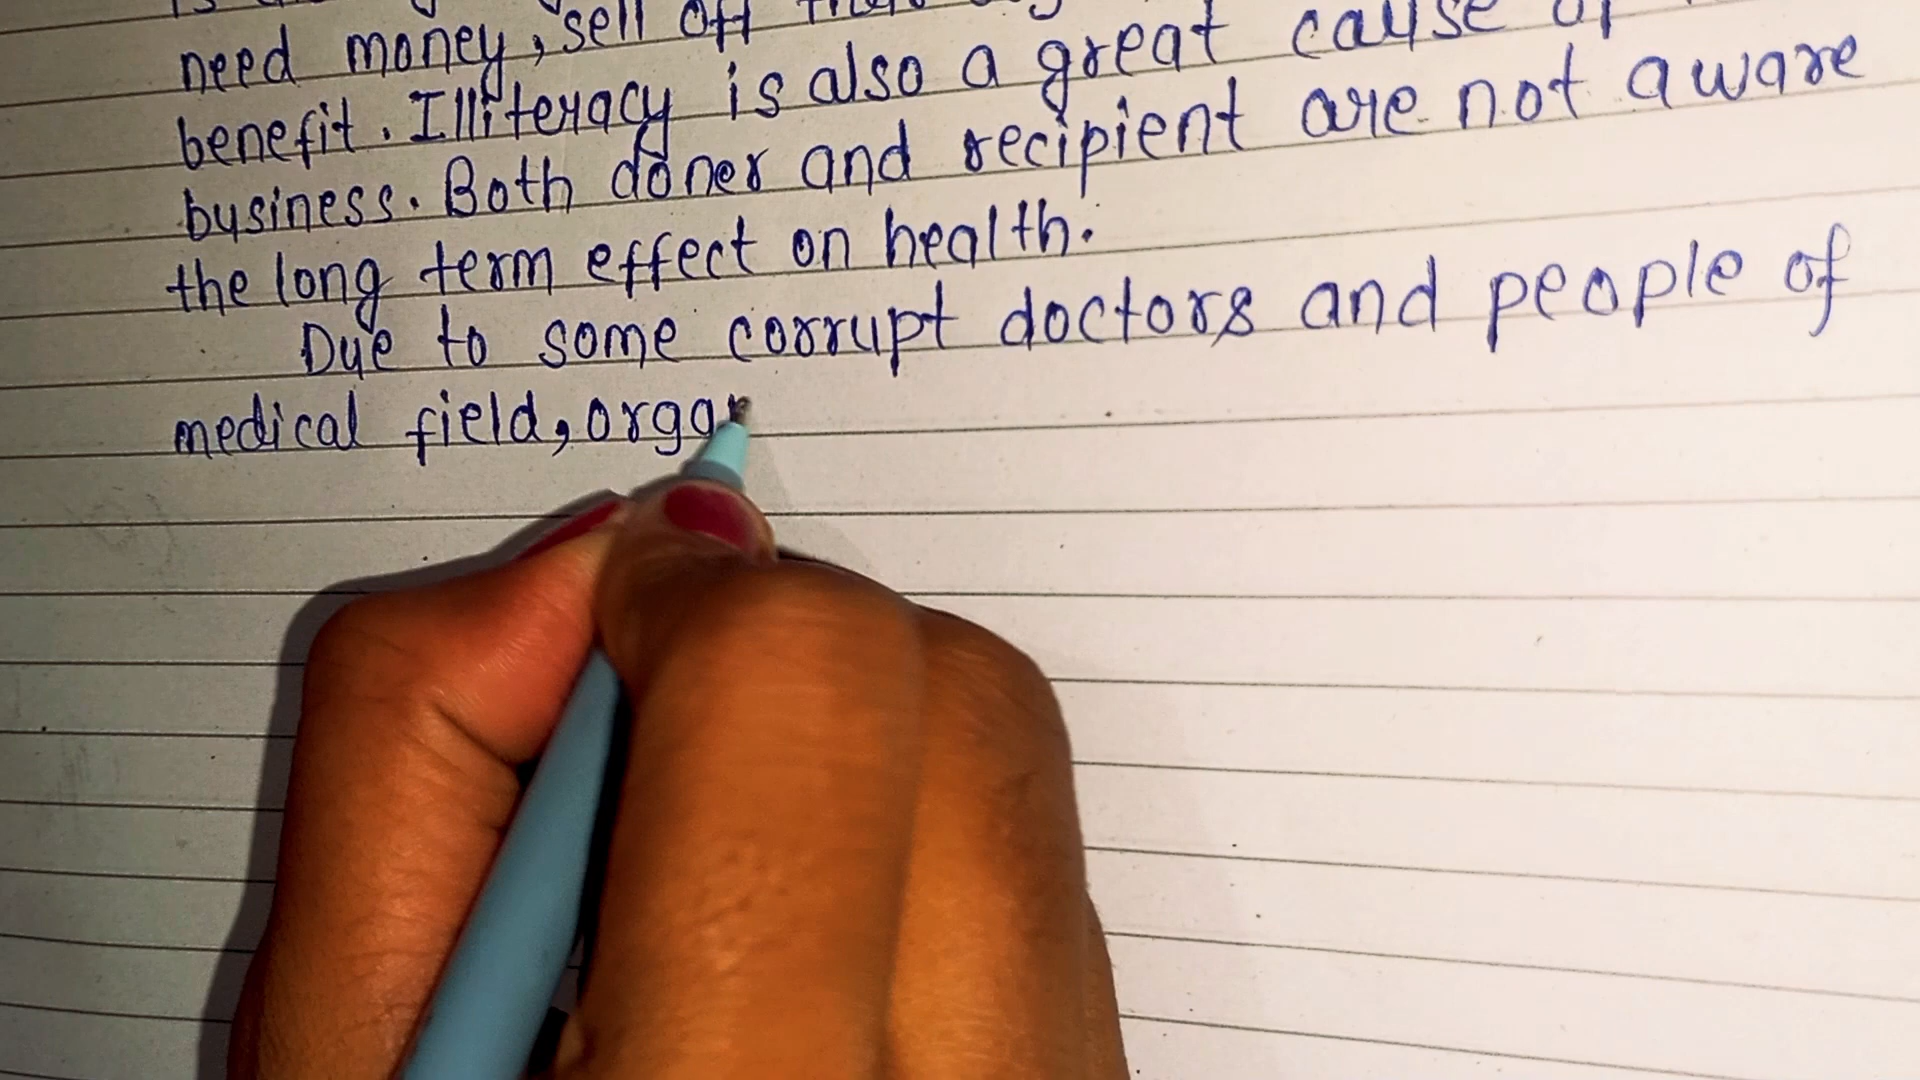 need money, sell off
benefit. Illiteracy is also a great cause of
business. Both doner and recipient are not aware
the long term effect on health.
Due to some corrupt doctors and people of
medical field, orga